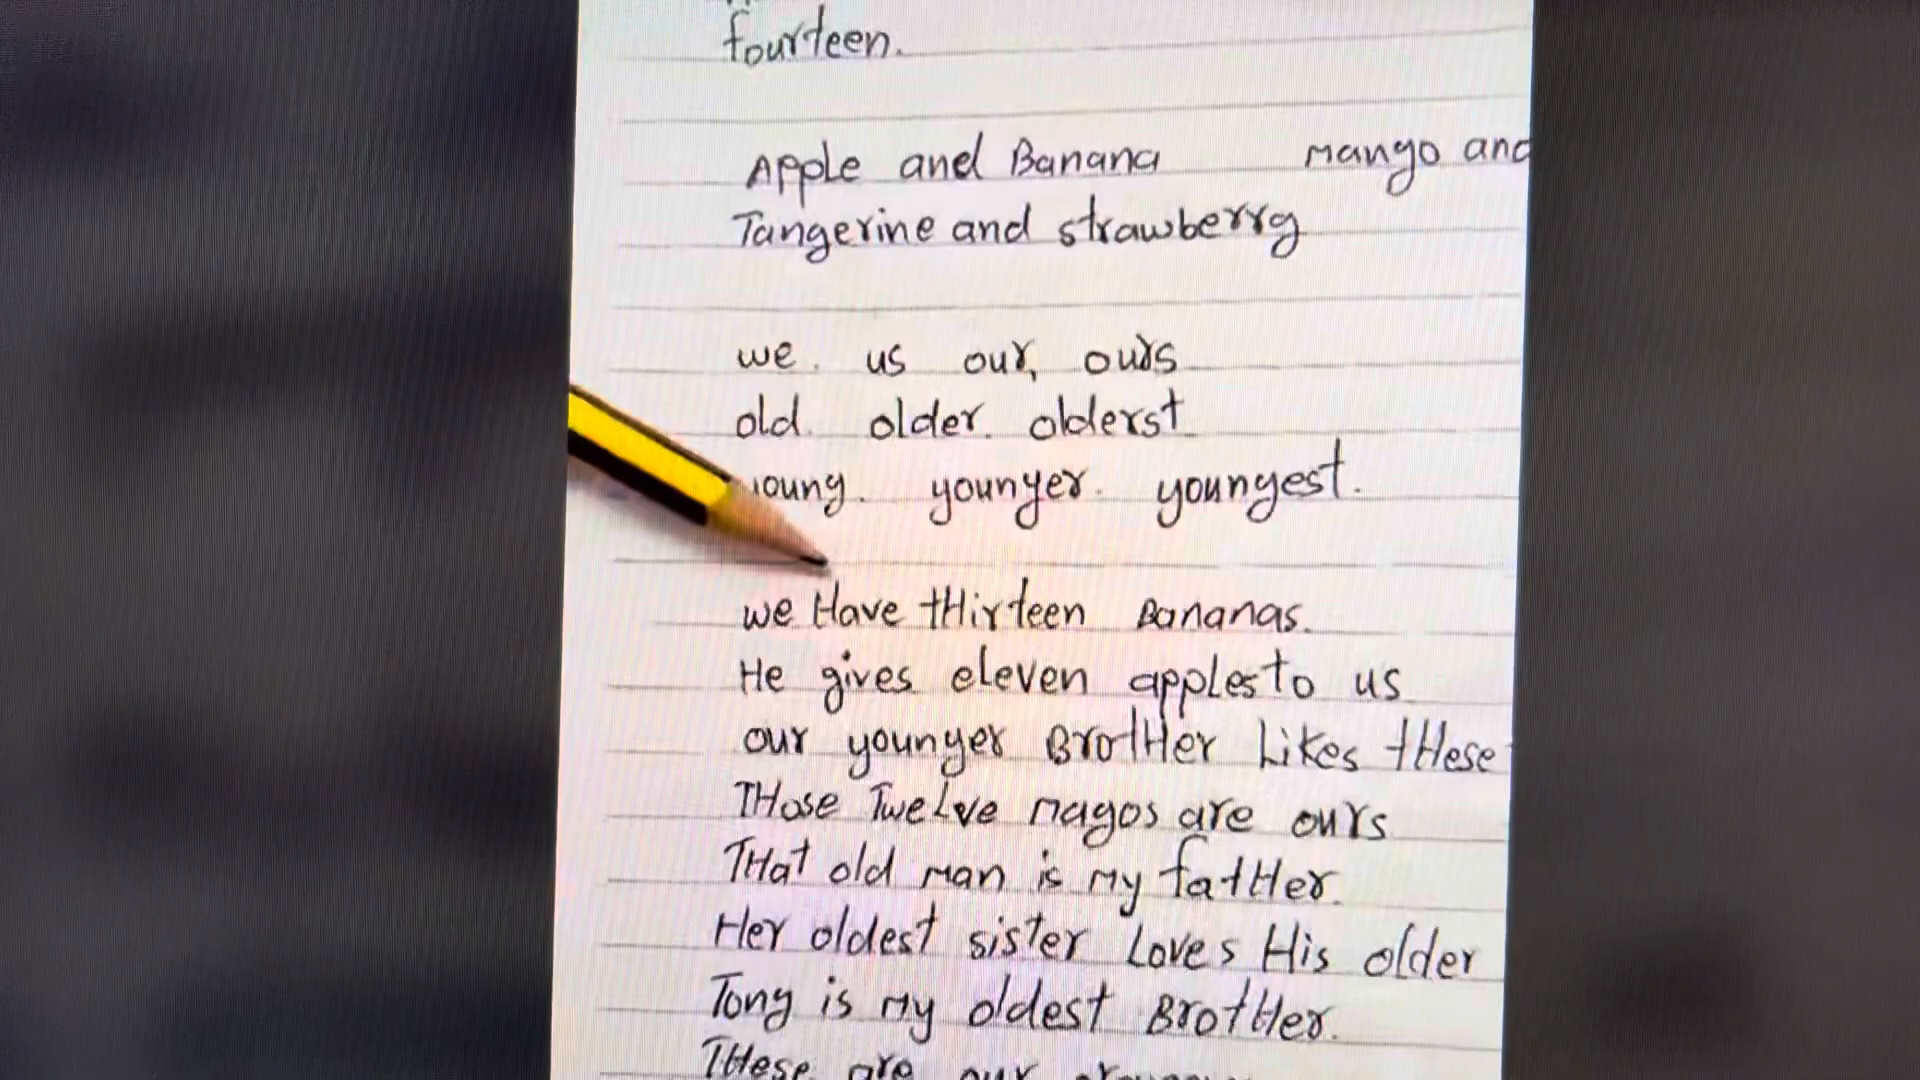 fourteen.
Apple and Banana mango and
Tangerine and strawberry
we. us our, ours
old. older. olderst
young. younger. youngest.
we Have tHirteen Bananas.
He gives eleven apples to us
our younger BrotHer Likes tHese
THose Twelve magos are ours
THat old man is my fatHer.
Her oldest sister Loves His older
Tony is my oldest BrotHer.
THese are our